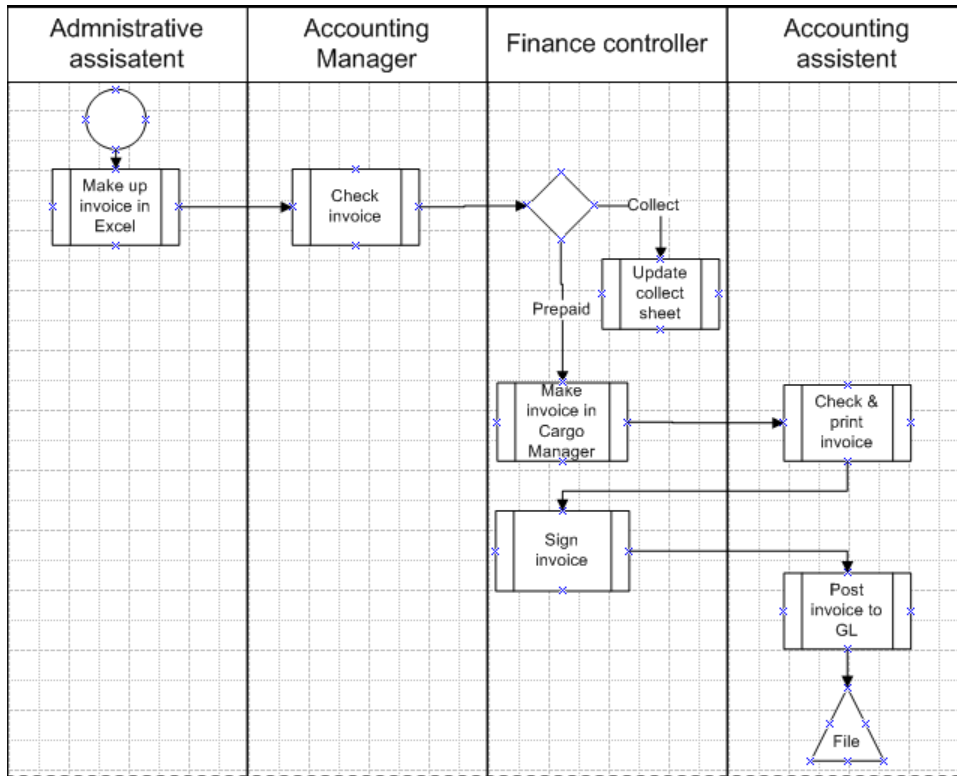 Admnistrative
assisatent
Accounting
Manager
Finance controller
Accounting
assistent
Make up
invoice in
Excel
Check
invoice
Collect
Update
collect
sheet
Prepaid
Make
invoice in
Cargo
Manager
Check &
print
invoice
Sign
invoice
Post
invoice to
GL
File